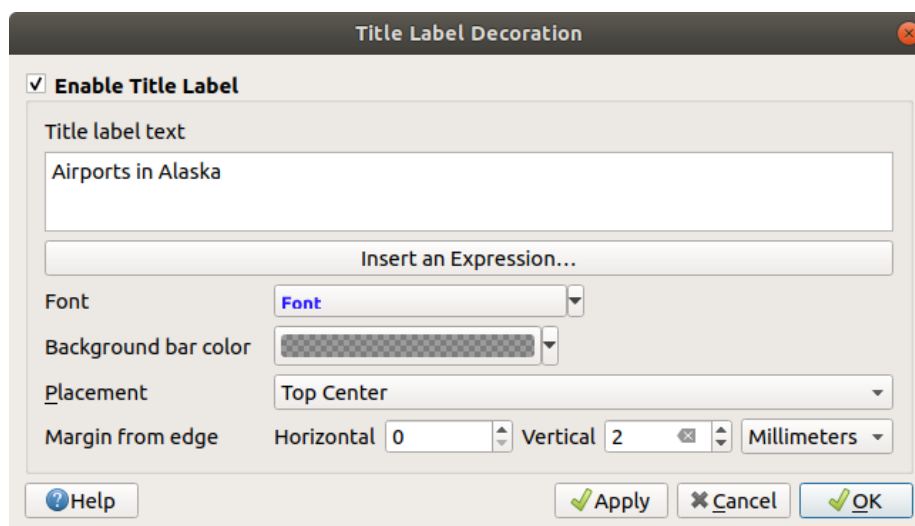 Title Label Decoration
Enable Title Label
Title label text
Airports in Alaska
Insert an Expression...
Font Font
Background bar color
Placement Top Center
Margin from edge Horizontal 0 Vertical 2 Millimeters
Help Apply Cancel OK